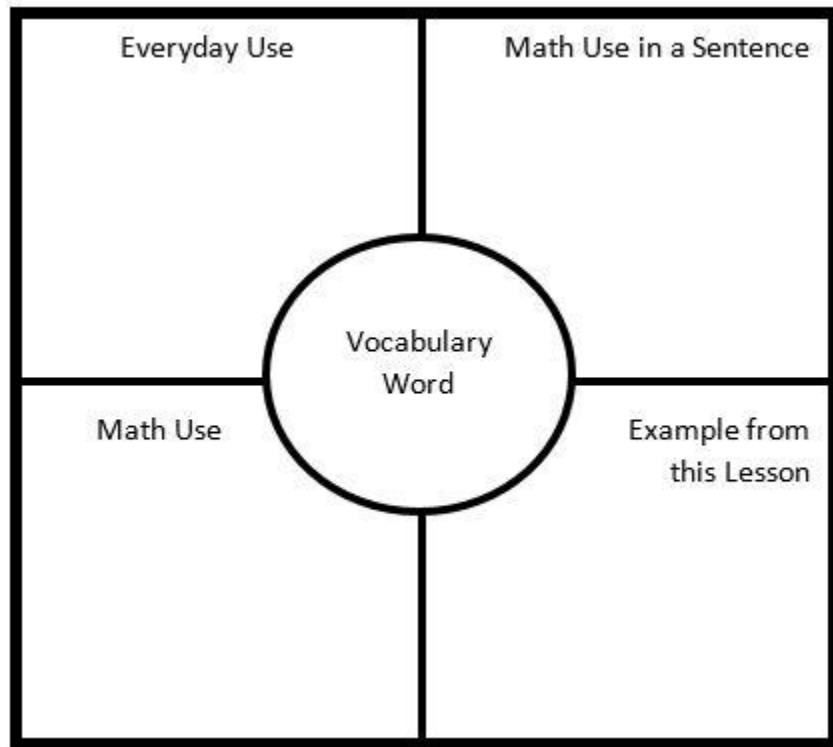 Everyday Use
Math Use in a Sentence
Vocabulary
Word
Math Use
Example from
this Lesson